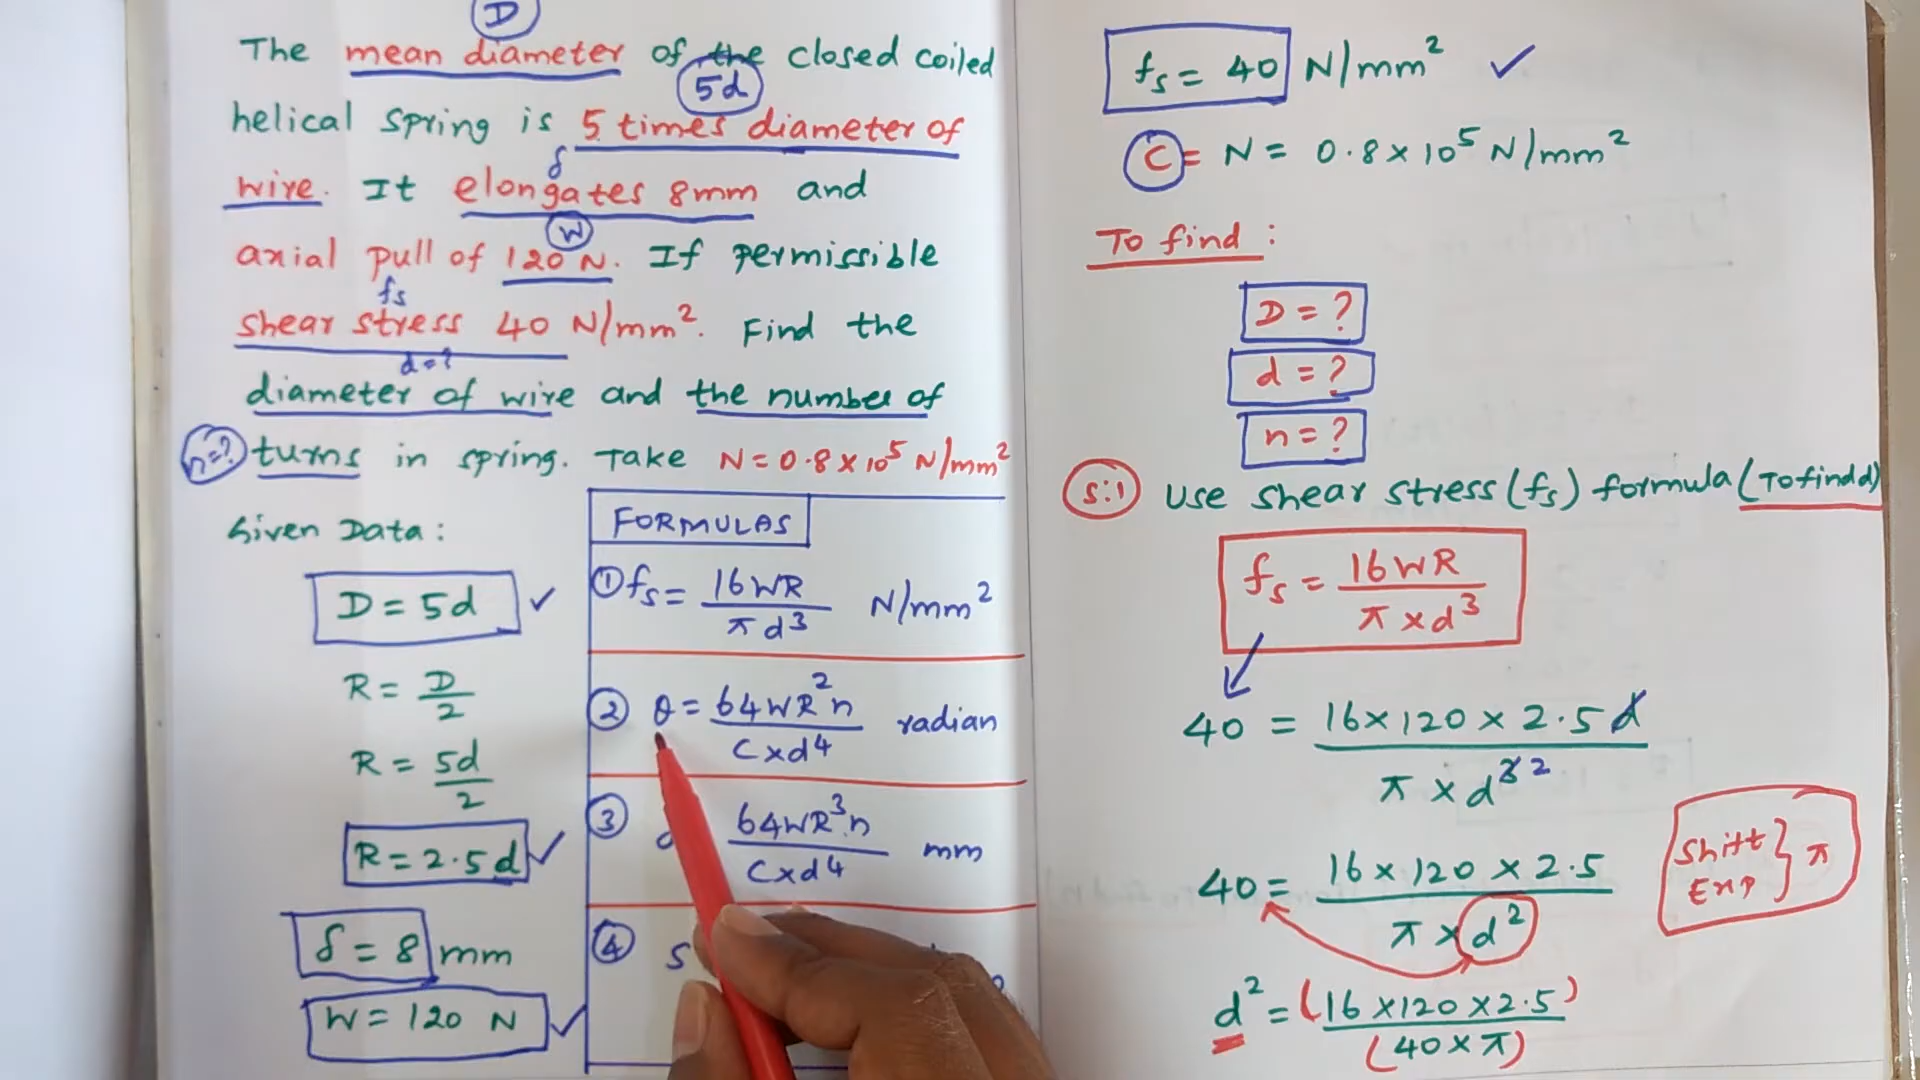 D
The mean diameter of the closed coiled
5d
helical spring is 5 times diameter of
δ
wire. It elongates 8mm and
W
axial pull of 120 N. If permissible
fs
shear stress 40 N/mm². Find the
d=?
diameter of wire and the number of
n=? turns in spring. Take N=0.8×10⁵ N/mm²
Given Data:
D = 5d
R = D/2
R = 5d/2
R = 2.5d
δ = 8 mm
W = 120 N
FORMULAS
① fs = 16WR/πd³ N/mm²
② θ = 64WR²n/C×d⁴ radian
③ 64WR³n/C×d⁴ mm
④ S
fs = 40 N/mm²
C = N = 0.8×10⁵ N/mm²
To find:
D = ?
d = ?
n = ?
S:1 Use shear stress (fs) formula (To find d)
fs = 16WR/π×d³
40 = 16×120×2.5d/π×d³ 2
40 = 16×120×2.5/π×d²
Shift Exp } π
d² = (16×120×2.5)/(40×π)